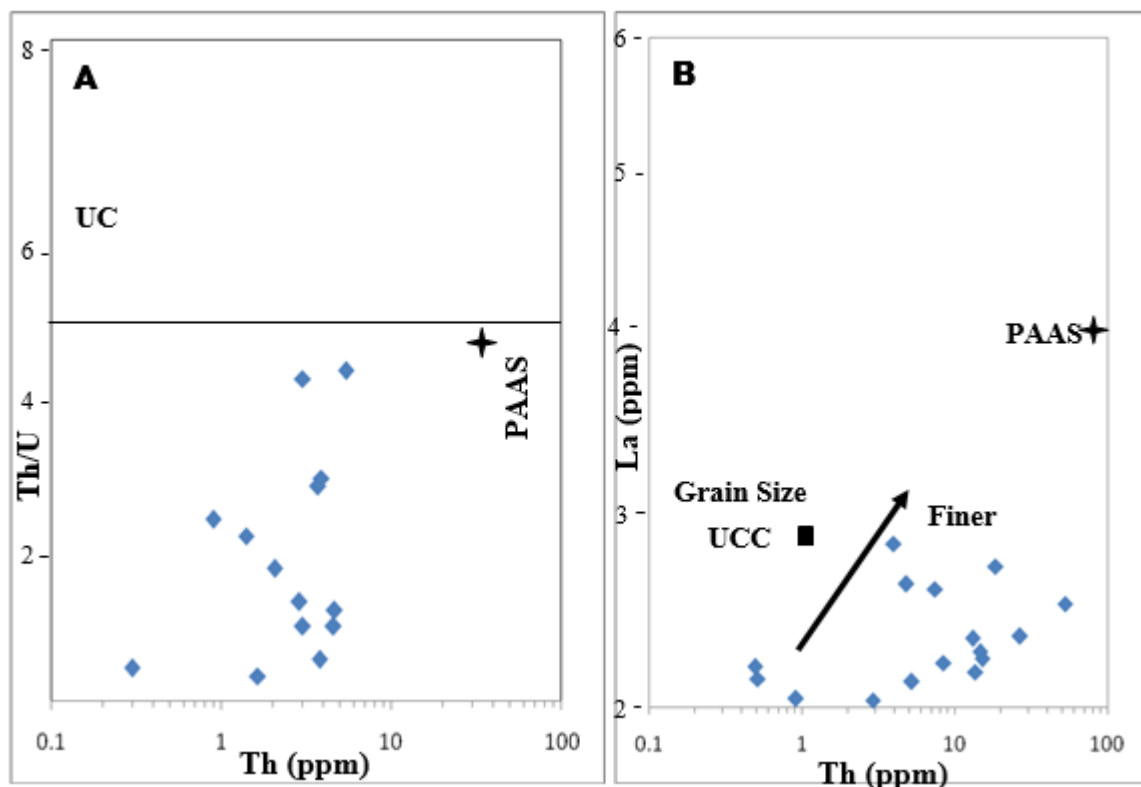 A
8 -
UC
6 -
4 -
2 -
Th/U
PAAS
0.1 1 10 100
Th (ppm)
B
6 -
5 -
4 -
3 -
2 -
La (ppm)
PAAS
Grain Size
Finer
UCC
0.1 1 10 100
Th (ppm)